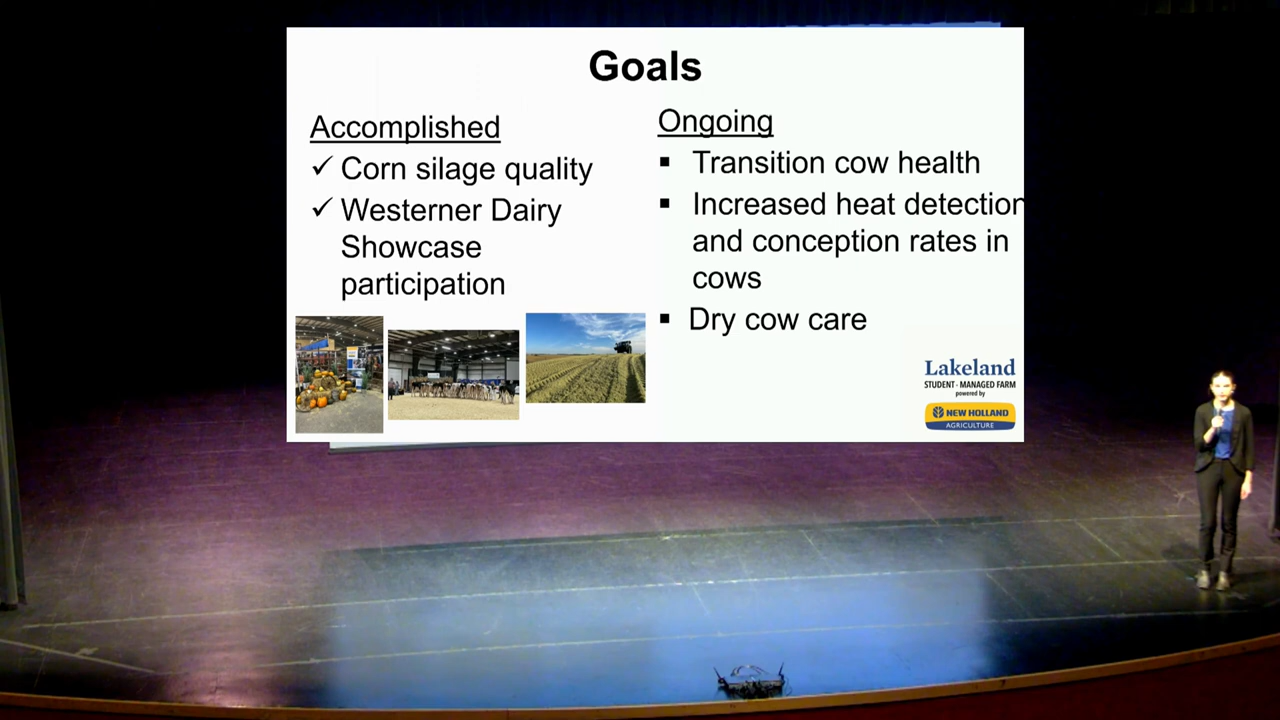 Goals
Accomplished
✓ Corn silage quality
✓ Westerner Dairy
Showcase
participation
Ongoing
▪ Transition cow health
▪ Increased heat detection
and conception rates in
cows
▪ Dry cow care
Lakeland
STUDENT-MANAGED FARM
powered by
NEW HOLLAND
AGRICULTURE